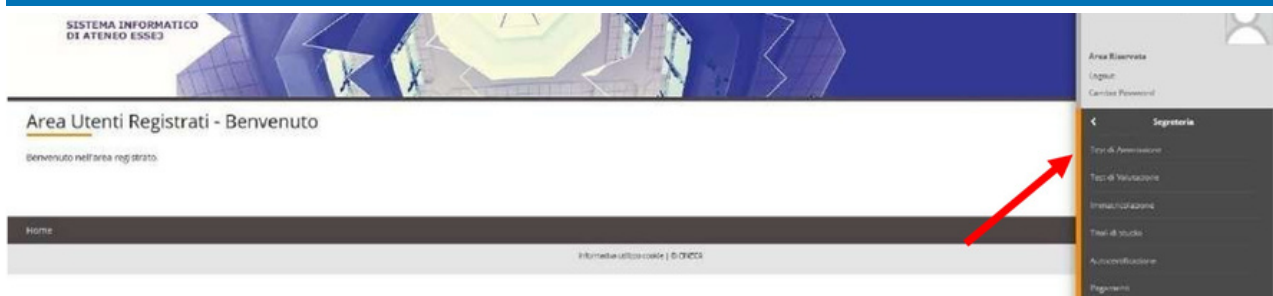 SISTEMA INFORMATICO
DI ATENEO ESSE3
Area Riservata
Logout
Cambia Password
Area Utenti Registrati - Benvenuto
Benvenuto nell'area registrato.
Segreteria
Test di Ammissione
Test di Valutazione
Immatricolazione
Titoli di studio
Autocertificazione
Pagamenti
Home
Informativa utilizzo cookie | © CINECA